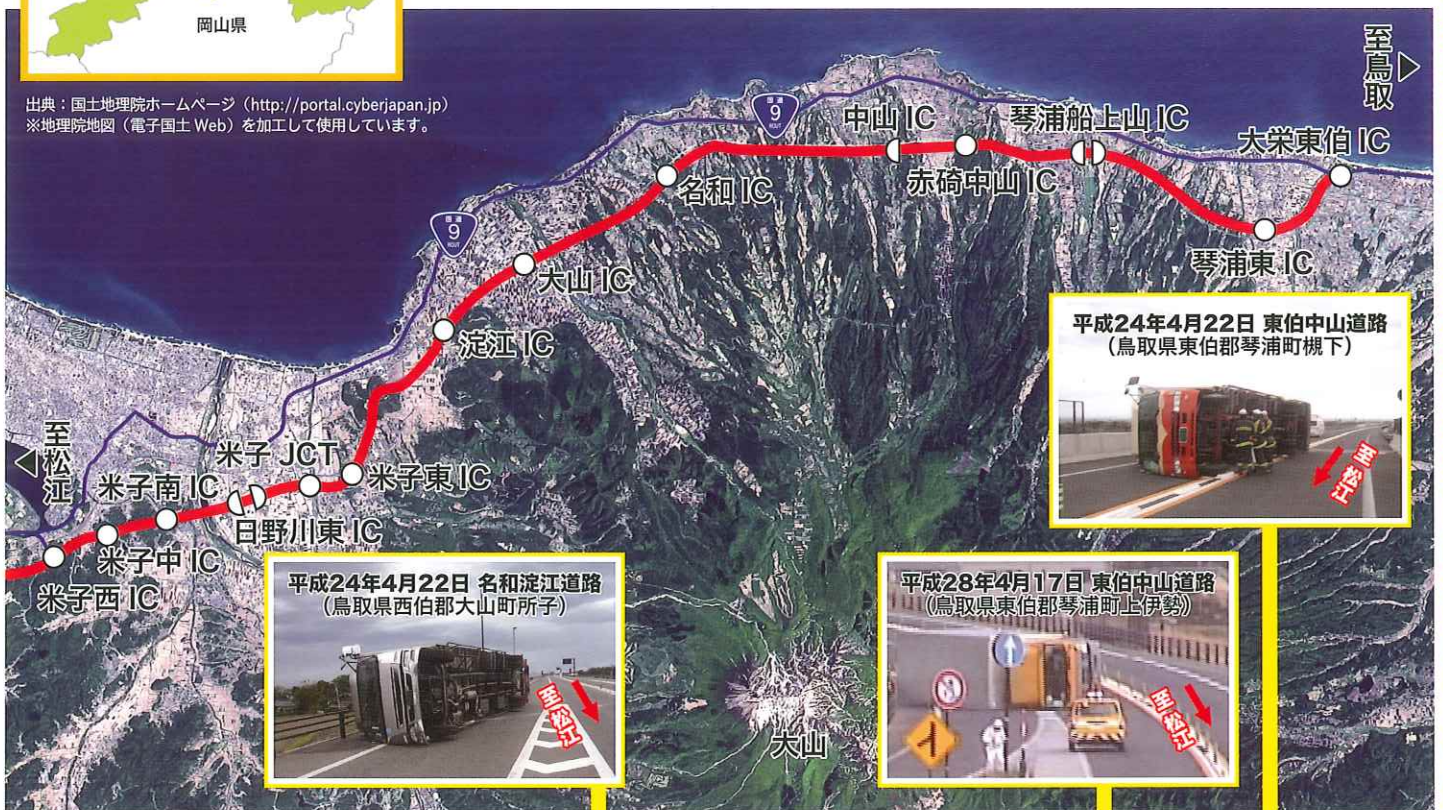 岡山県
出典：国土地理院ホームページ（http://portal.cyberjapan.jp）
※地理院地図（電子国土 Web）を加工して使用しています。
至鳥取
国道
9
ROUT
中山 IC
琴浦船上山 IC
大栄東伯 IC
名和 IC
赤碕中山 IC
国道
9
ROUT
琴浦東 IC
大山 IC
淀江 IC
平成24年4月22日 東伯中山道路
（鳥取県東伯郡琴浦町槻下）
至松江
至松江
米子 JCT
米子東 IC
米子南 IC
日野川東 IC
米子中 IC
米子西 IC
平成24年4月22日 名和淀江道路
（鳥取県西伯郡大山町所子）
至松江
平成28年4月17日 東伯中山道路
（鳥取県東伯郡琴浦町上伊勢）
至松江
大山